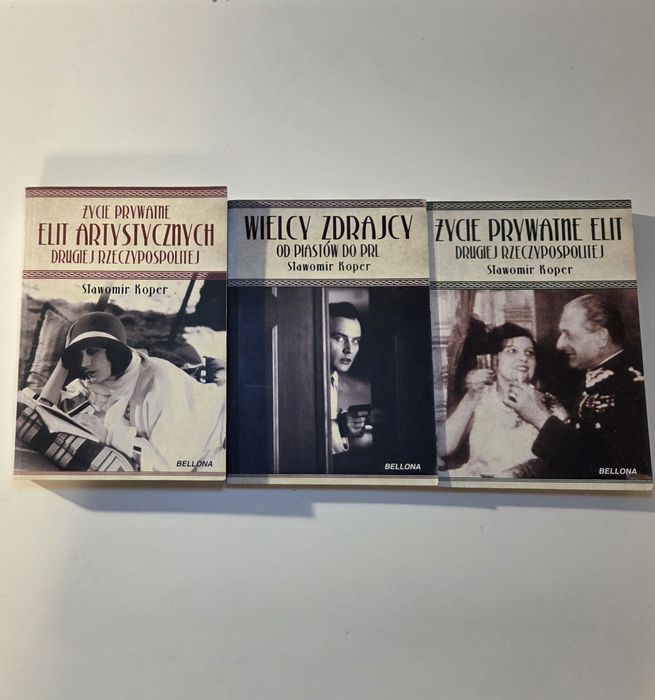 ŻYCIE PRYWATNE
ELIT ARTYSTYCZNYCH
DRUGIEJ RZECZYPOSPOLITEJ
Sławomir Koper
BELLONA
WIELCY ZDRAJCY
OD PIASTÓW DO PRL
Sławomir Koper
BELLONA
ŻYCIE PRYWATNE ELIT
DRUGIEJ RZECZYPOSPOLITEJ
Sławomir Koper
BELLONA